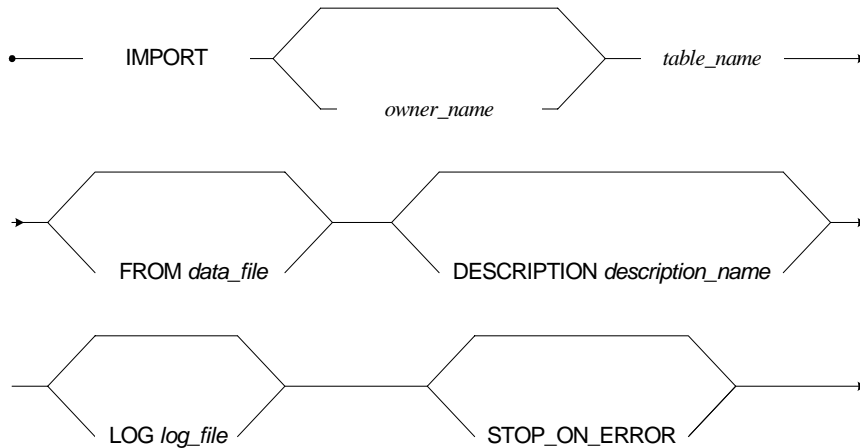 IMPORT table_name
owner_name
FROM data_file DESCRIPTION description_name
LOG log_file STOP_ON_ERROR